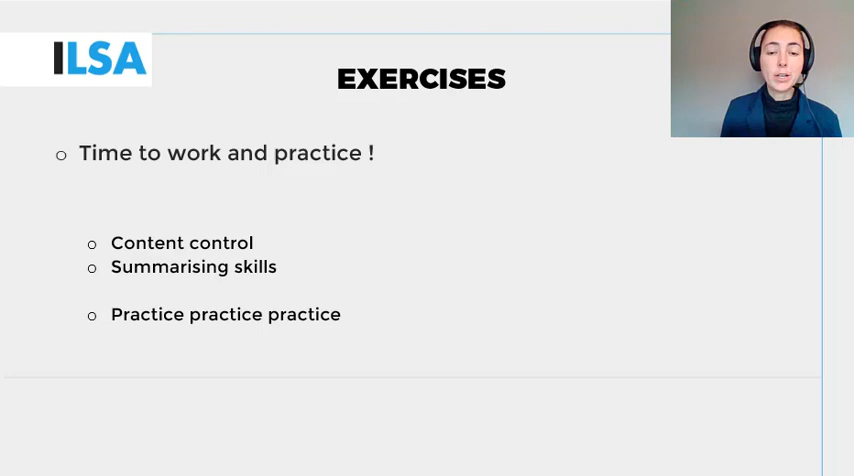 ILSA
EXERCISES
Time to work and practice !
Content control
Summarising skills
Practice practice practice